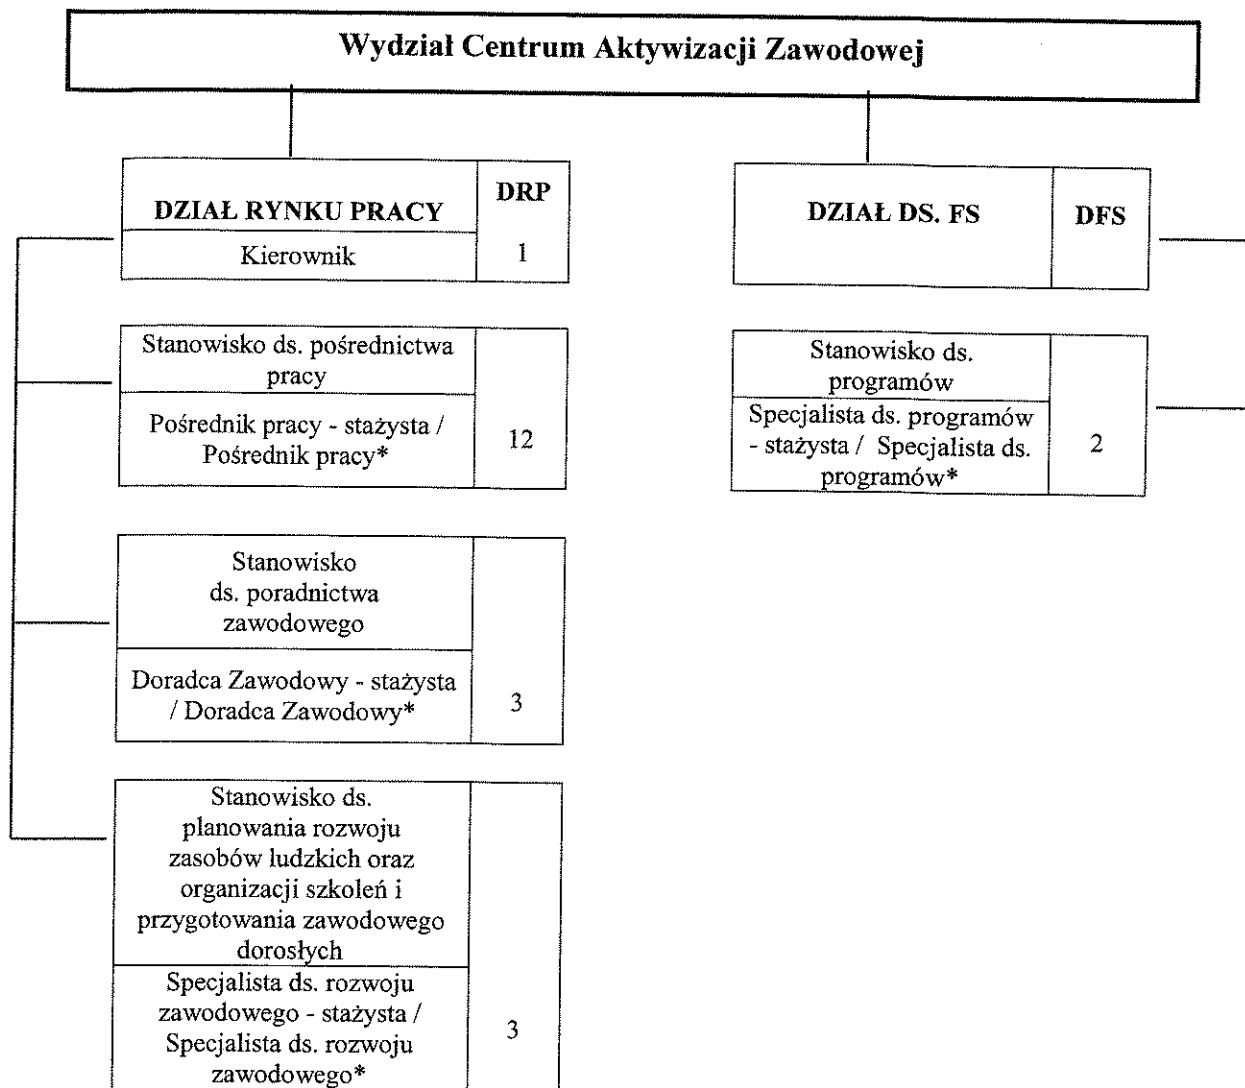 Wydział Centrum Aktywizacji Zawodowej
DZIAŁ RYNKU PRACY
DRP
Kierownik
1
Stanowisko ds. pośrednictwa
pracy
Pośrednik pracy - stażysta /
Pośrednik pracy*
12
Stanowisko
ds. poradnictwa
zawodowego
Doradca Zawodowy - stażysta
/ Doradca Zawodowy*
3
Stanowisko ds.
planowania rozwoju
zasobów ludzkich oraz
organizacji szkoleń i
przygotowania zawodowego
dorosłych
Specjalista ds. rozwoju
zawodowego - stażysta /
Specjalista ds. rozwoju
zawodowego*
3
DZIAŁ DS. FS
DFS
Stanowisko ds.
programów
Specjalista ds. programów
- stażysta / Specjalista ds.
programów*
2